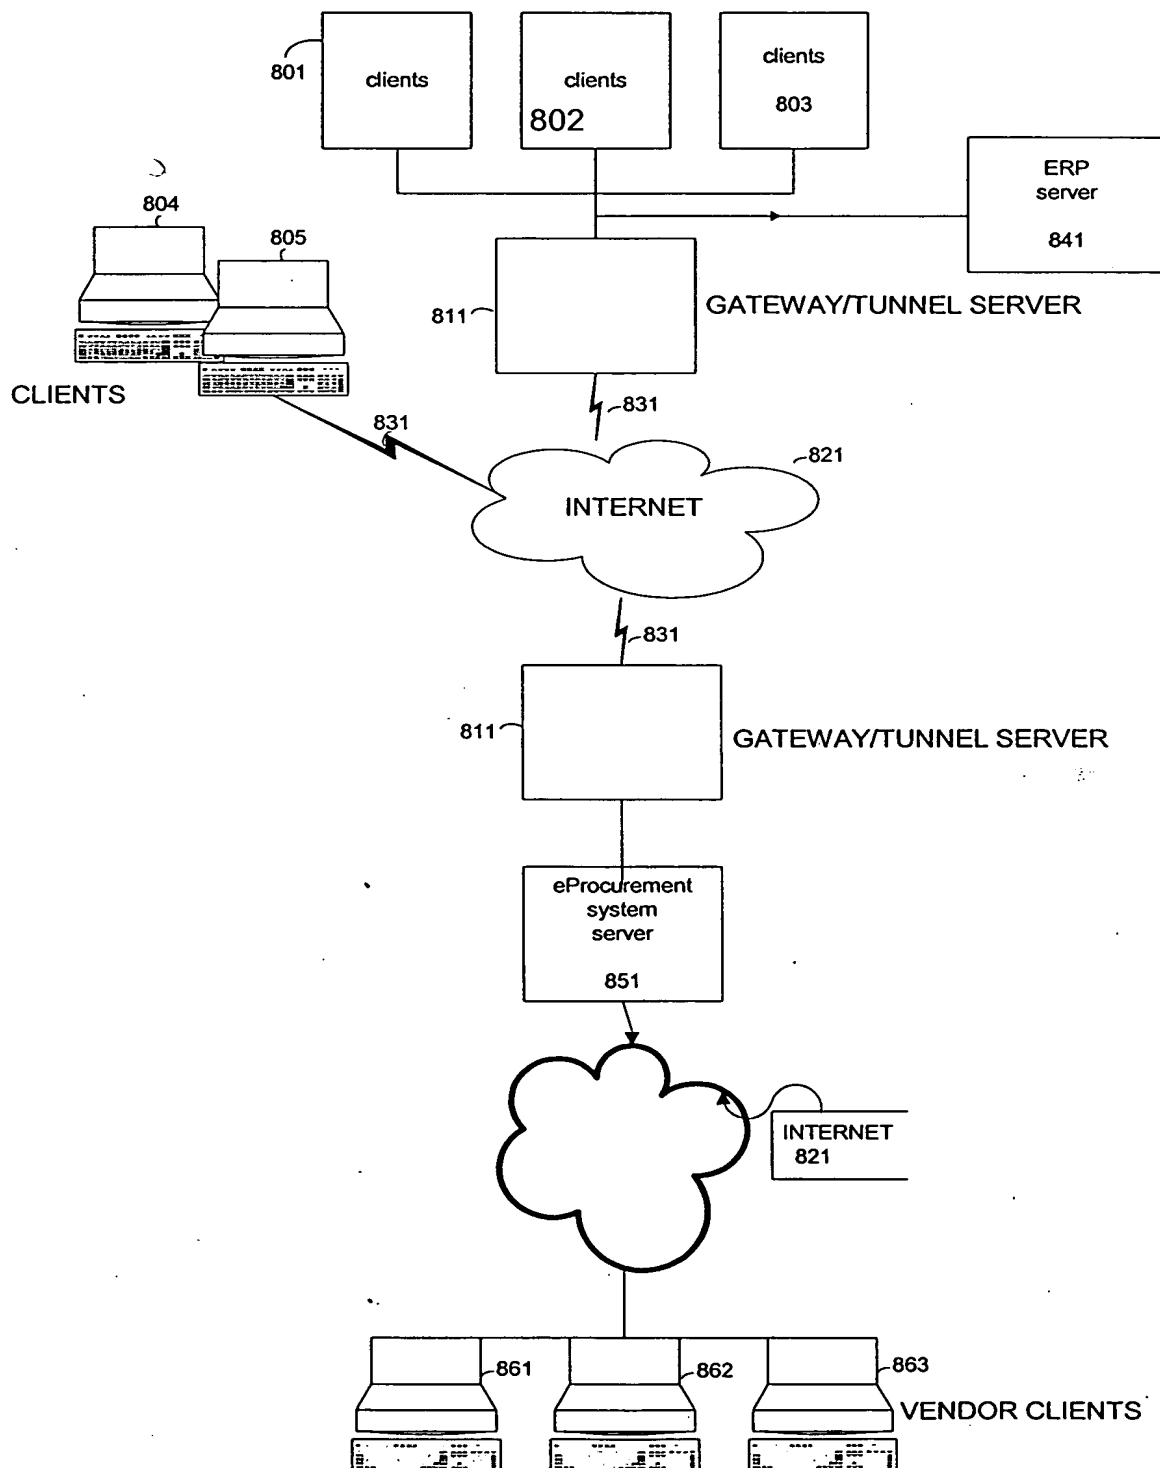 801
clients
clients
802
clients
803
ERP
server
841
804
805
811
GATEWAY/TUNNEL SERVER
CLIENTS
831
831
821
INTERNET
831
811
GATEWAY/TUNNEL SERVER
eProcurement
system
server
851
INTERNET
821
861
862
863
VENDOR CLIENTS